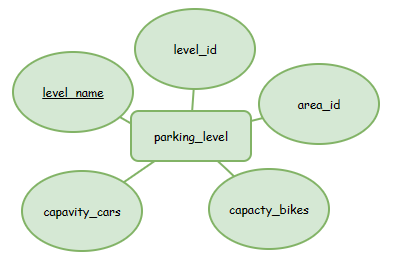 level_id
level_name
area_id
parking_level
capavity_cars
capacty_bikes